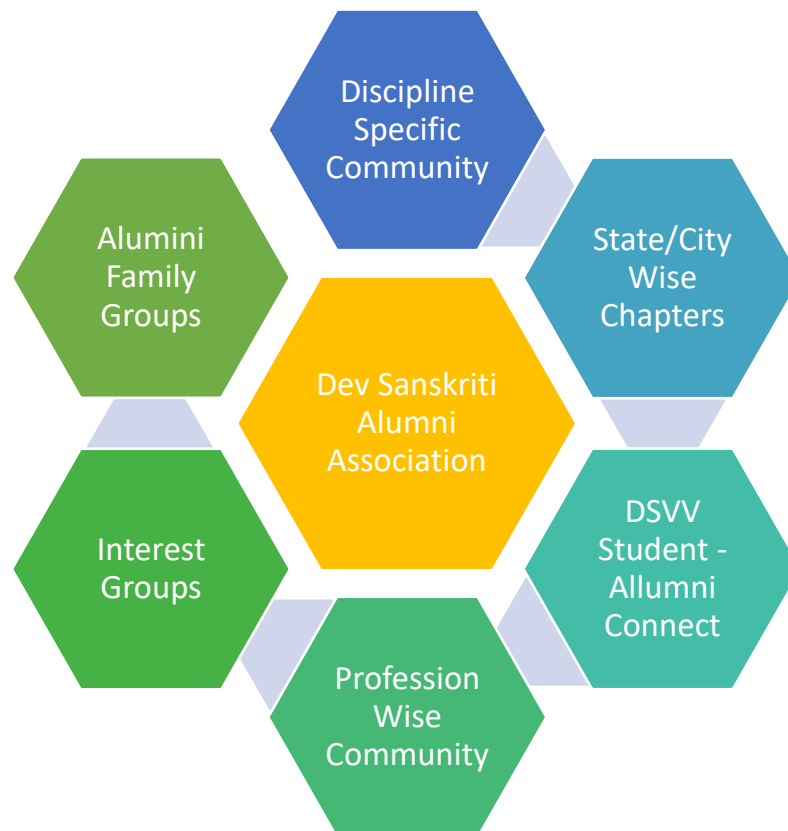 Discipline
Specific
Community
State/City
Wise
Chapters
DSVV
Student -
Allumni
Connect
Profession
Wise
Community
Interest
Groups
Alumini
Family
Groups
Dev Sanskriti
Alumni
Association